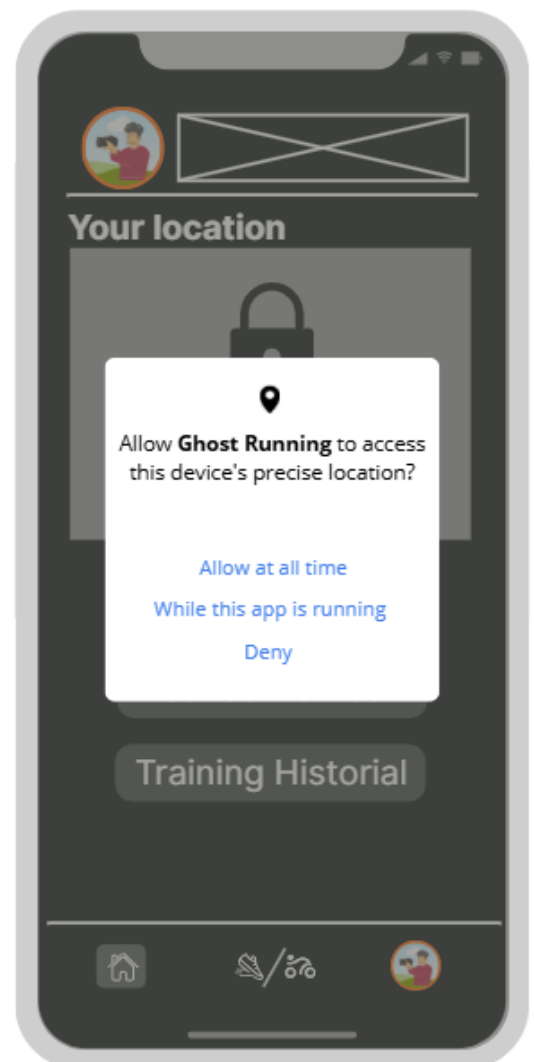 Your location
Allow Ghost Running to access
this device's precise location?
Allow at all time
While this app is running
Deny
Training Historial